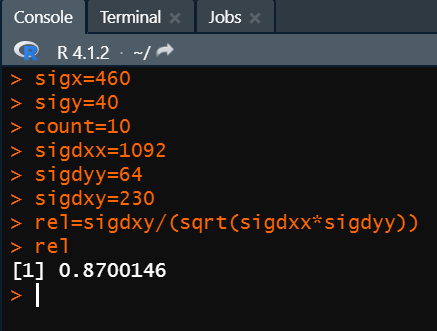 Console Terminal × Jobs ×
R R 4.1.2 · ~/
> sigx=460
> sigy=40
> count=10
> sigdxx=1092
> sigdyy=64
> sigdxy=230
> rel=sigdxy/(sqrt(sigdxx*sigdyy))
> rel
[1] 0.8700146
>